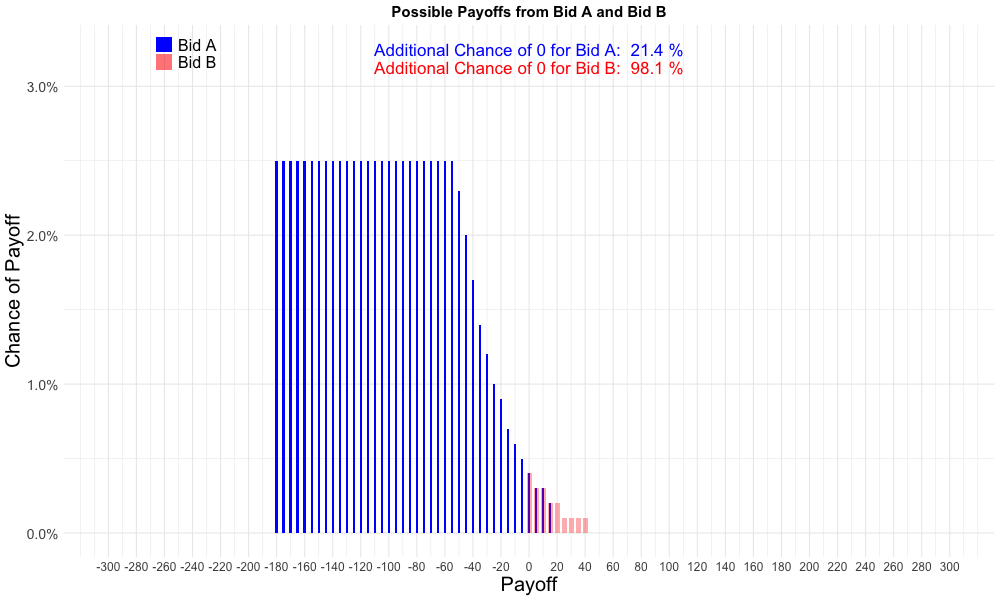 Possible Payoffs from Bid A and Bid B
Bid A
Bid B
Additional Chance of 0 for Bid A:  21.4 %
Additional Chance of 0 for Bid B:  98.1 %
Chance of Payoff
3.0%
2.0%
1.0%
0.0%
-300 -280 -260 -240 -220 -200 -180 -160 -140 -120 -100 -80 -60 -40 -20 0 20 40 60 80 100 120 140 160 180 200 220 240 260 280 300
Payoff